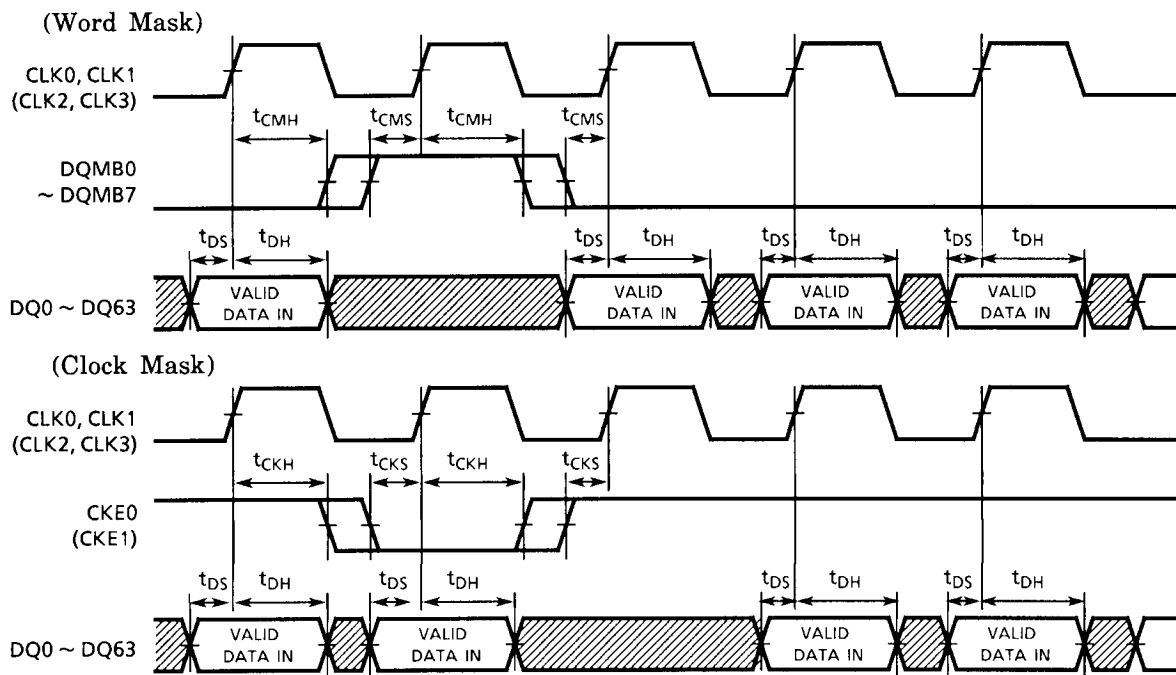 (Word Mask)
CLK0, CLK1
(CLK2, CLK3)
tCMH tCMS tCMH tCMS
DQMB0
~ DQMB7
tDS tDH tDS tDH tDS tDH tDS tDH
DQ0 ~ DQ63
VALID VALID VALID VALID
DATA IN DATA IN DATA IN DATA IN
(Clock Mask)
CLK0, CLK1
(CLK2, CLK3)
tCKH tCKS tCKH tCKS
CKE0
(CKE1)
tDS tDH tDS tDH tDS tDH tDS tDH
DQ0 ~ DQ63
VALID VALID VALID VALID
DATA IN DATA IN DATA IN DATA IN